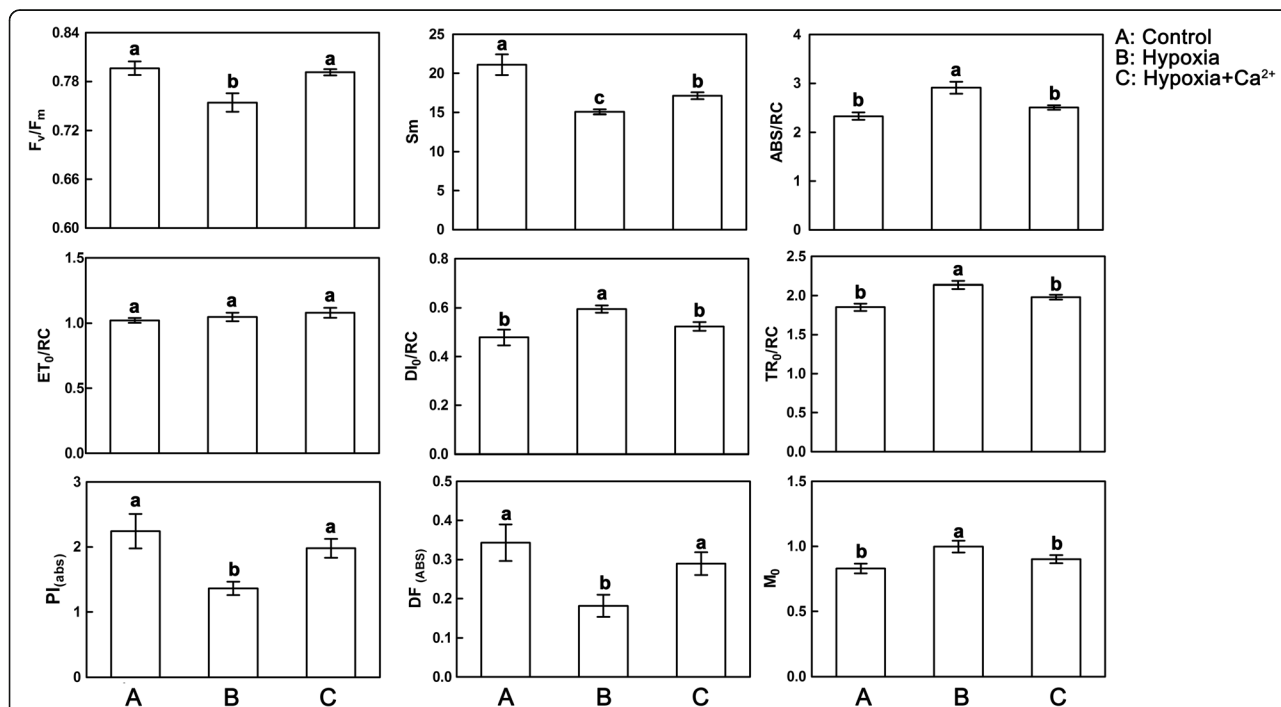 A: Control
B: Hypoxia
C: Hypoxia+Ca²⁺
0.84
0.78
0.72
0.66
0.60
Fᵥ/Fₘ
a
b
a
25
20
15
10
5
0
Sm
a
c
b
4
3
2
1
0
ABS/RC
b
a
b
1.5
1.0
0.5
0.0
ET₀/RC
a
a
a
0.8
0.6
0.4
0.2
0.0
DI₀/RC
b
a
b
2.5
2.0
1.5
1.0
0.5
0.0
TR₀/RC
b
a
b
3
2
1
0
PI(abs)
a
b
a
A B C
0.5
0.4
0.3
0.2
0.1
0.0
DF (ABS)
a
b
a
A B C
1.5
1.0
0.5
0.0
M₀
b
a
b
A B C